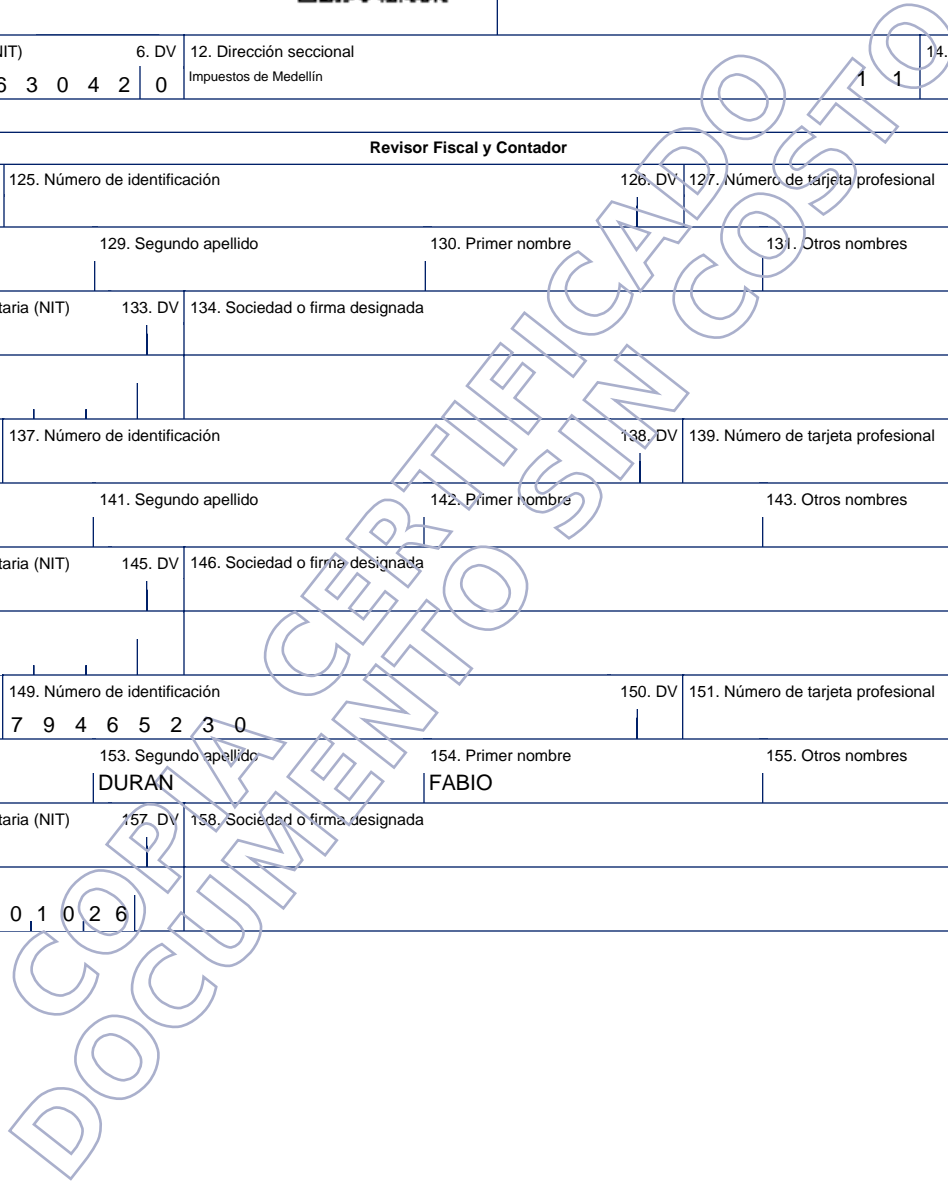 NIT) 6. DV 12. Dirección seccional 14.
6 3 0 4 2 0 Impuestos de Medellín 1 1
Revisor Fiscal y Contador
125. Número de identificación 126. DV 127. Número de tarjeta profesional
129. Segundo apellido 130. Primer nombre 131. Otros nombres
taria (NIT) 133. DV 134. Sociedad o firma designada
137. Número de identificación 138. DV 139. Número de tarjeta profesional
141. Segundo apellido 142. Primer nombre 143. Otros nombres
taria (NIT) 145. DV 146. Sociedad o firma designada
149. Número de identificación 150. DV 151. Número de tarjeta profesional
7 9 4 6 5 2 3 0
153. Segundo apellido 154. Primer nombre 155. Otros nombres
DURAN FABIO
taria (NIT) 157. DV 158. Sociedad o firma designada
0 1 0 2 6
COPIA CERTIFICADO
DOCUMENTO SIN COSTO